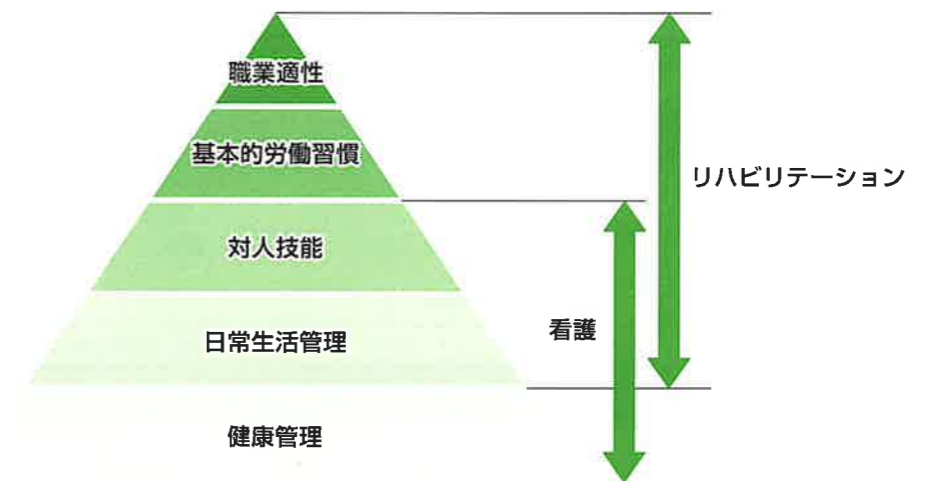 職業適性
基本的労働習慣
リハビリテーション
対人技能
看護
日常生活管理
健康管理